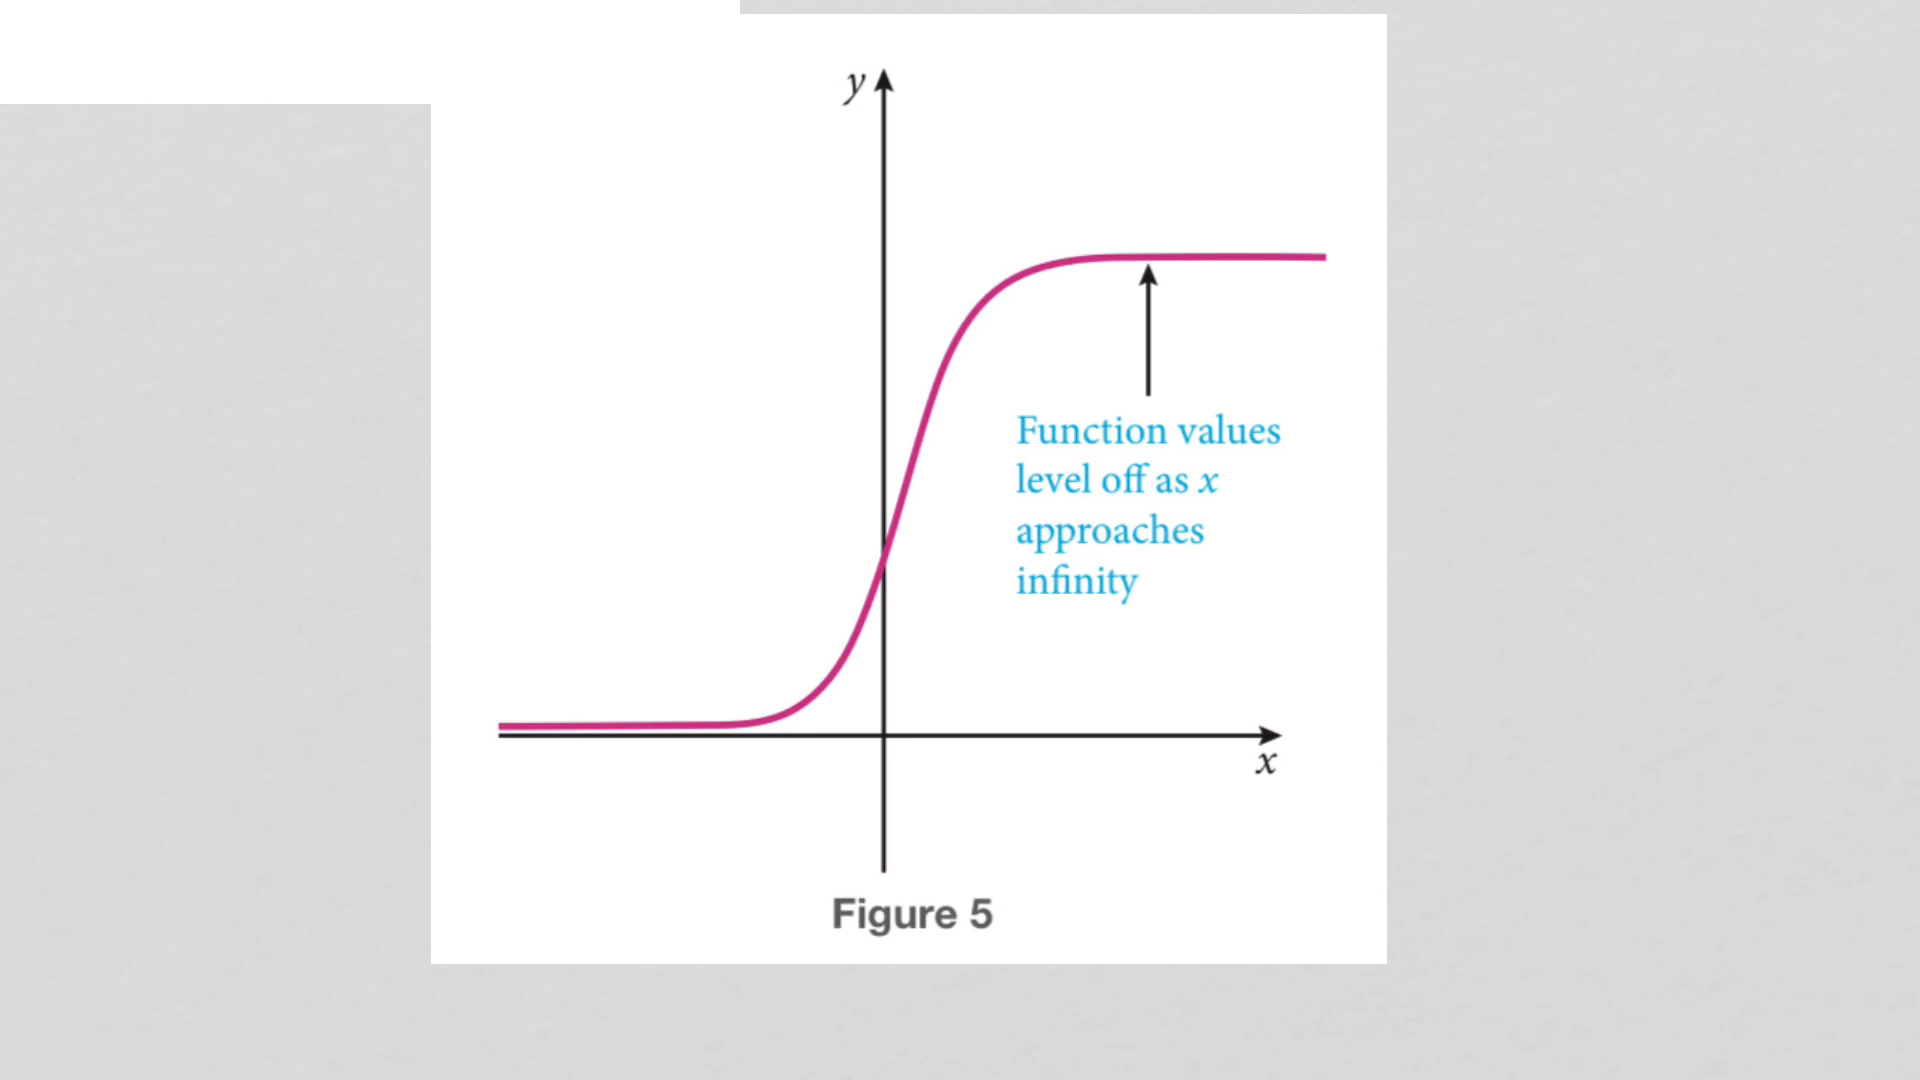 y
Function values
level off as x
approaches
infinity
x
Figure 5